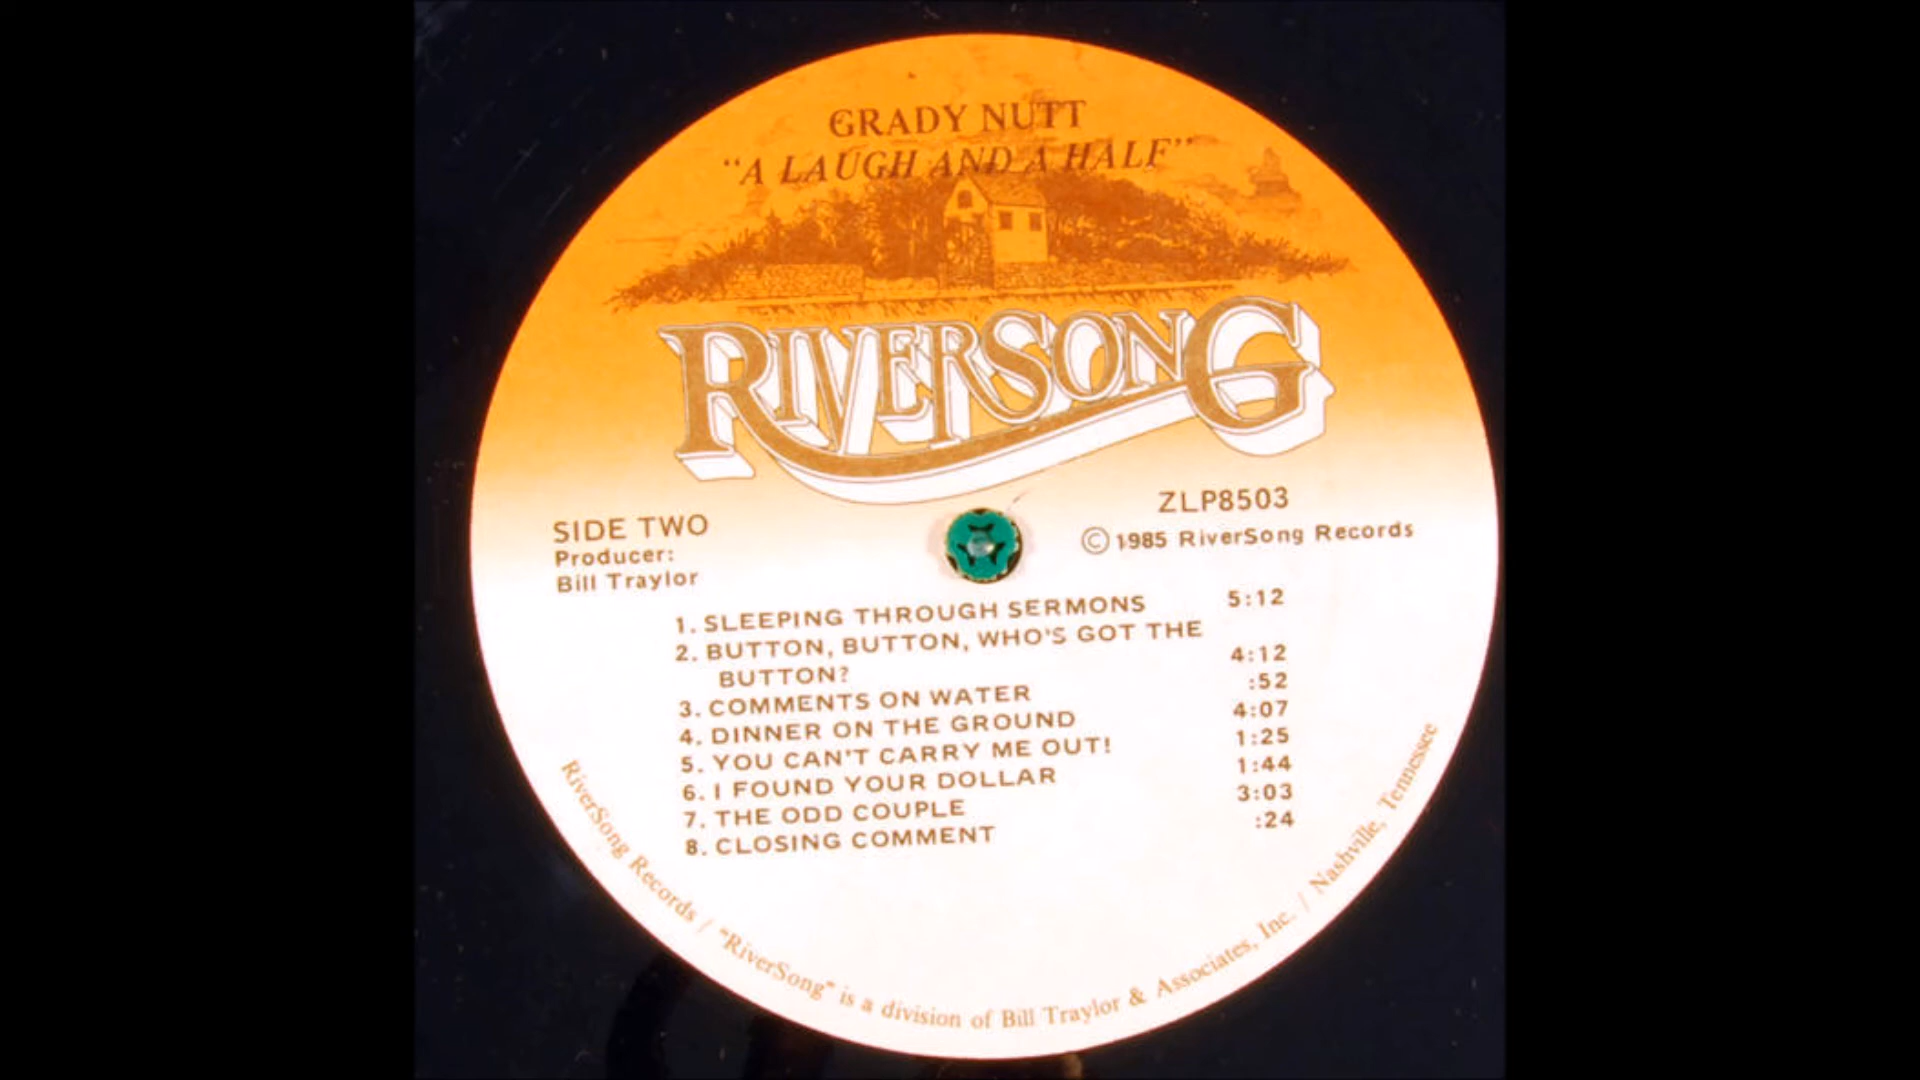 GRADY NUTT
“A LAUGH AND A HALF”
RIVERSONG
SIDE TWO
Producer:
Bill Traylor
ZLP8503
©1985 RiverSong Records
1. SLEEPING THROUGH SERMONS 5:12
2. BUTTON, BUTTON, WHO'S GOT THE
BUTTON? 4:12
3. COMMENTS ON WATER :52
4. DINNER ON THE GROUND 4:07
5. YOU CAN'T CARRY ME OUT! 1:25
6. I FOUND YOUR DOLLAR 1:44
7. THE ODD COUPLE 3:03
8. CLOSING COMMENT :24
RiverSong Records / "RiverSong" is a division of Bill Traylor & Associates, Inc. / Nashville, Tennessee